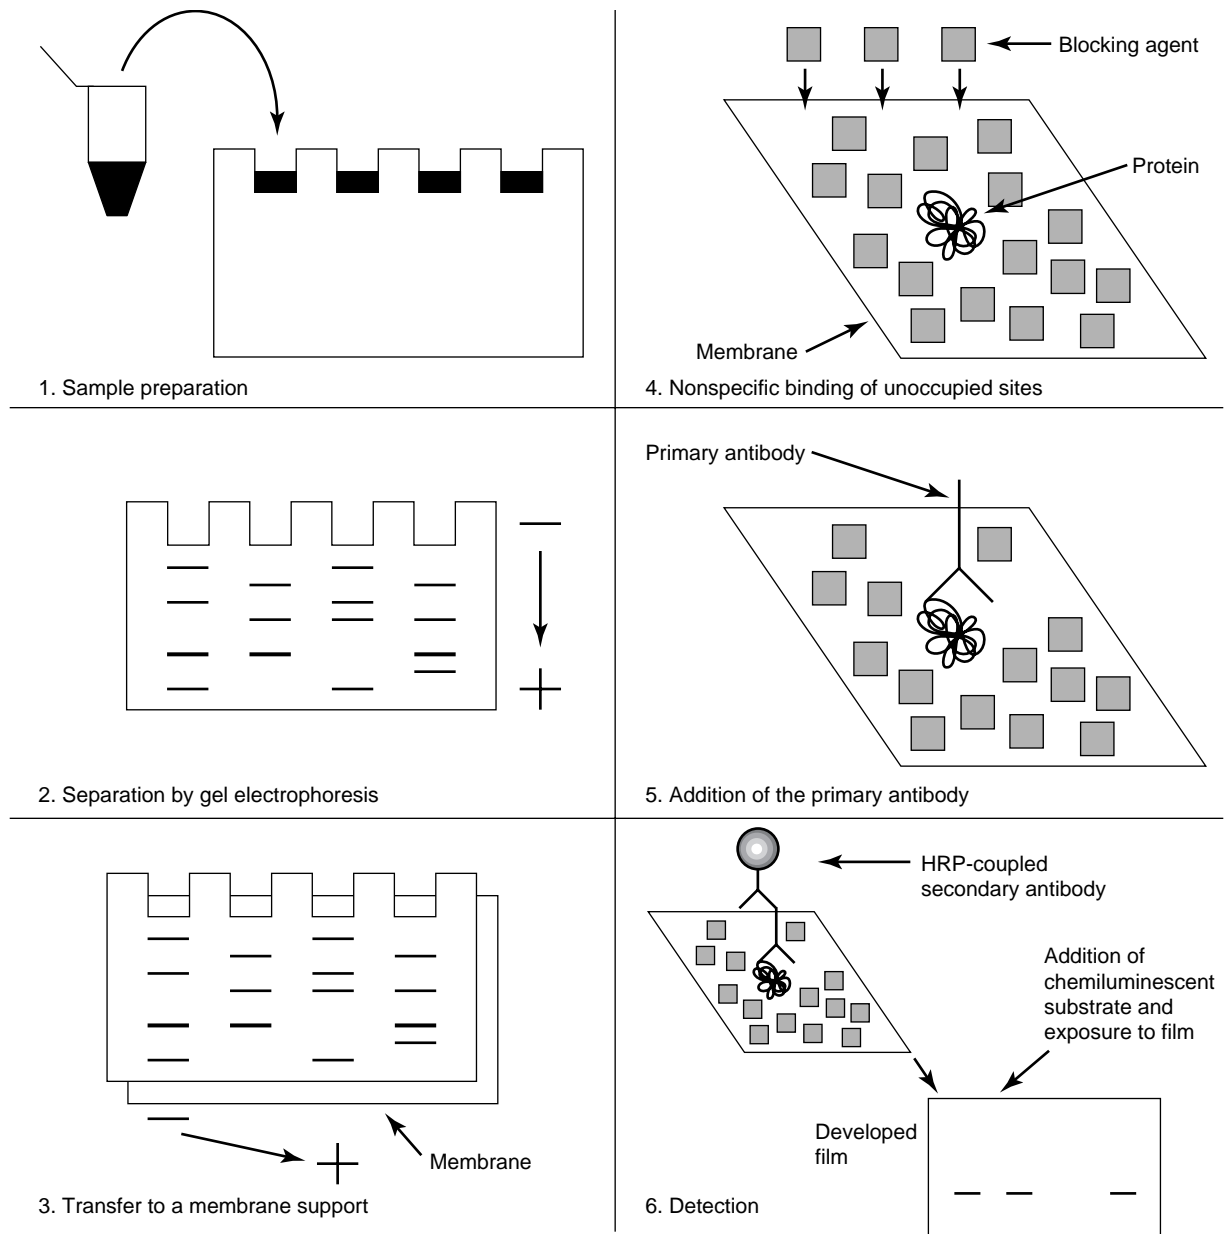 1. Sample preparation
2. Separation by gel electrophoresis
Membrane
3. Transfer to a membrane support
Blocking agent
Protein
Membrane
4. Nonspecific binding of unoccupied sites
Primary antibody
5. Addition of the primary antibody
HRP-coupled
secondary antibody
Addition of
chemiluminescent
substrate and
exposure to film
Developed
film
6. Detection